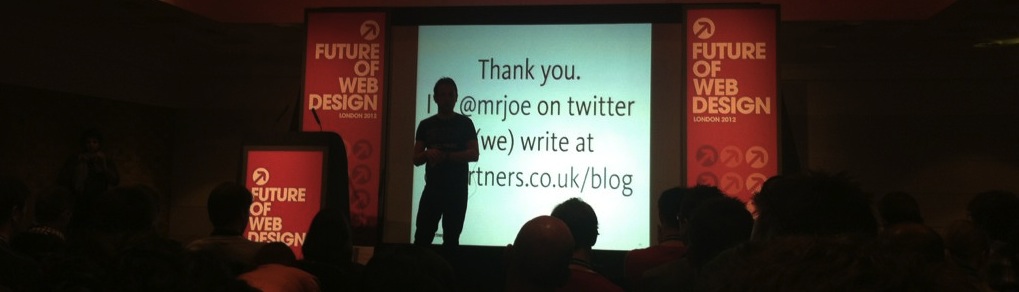 FUTURE
OF
WEB
DESIGN
LONDON 2012
Thank you.
I @mrjoe on twitter
(we) write at
rtners.co.uk/blog
FUTURE
OF
WEB
DESIGN
LONDON 2012
FUTURE
OF
WEB
DESIGN